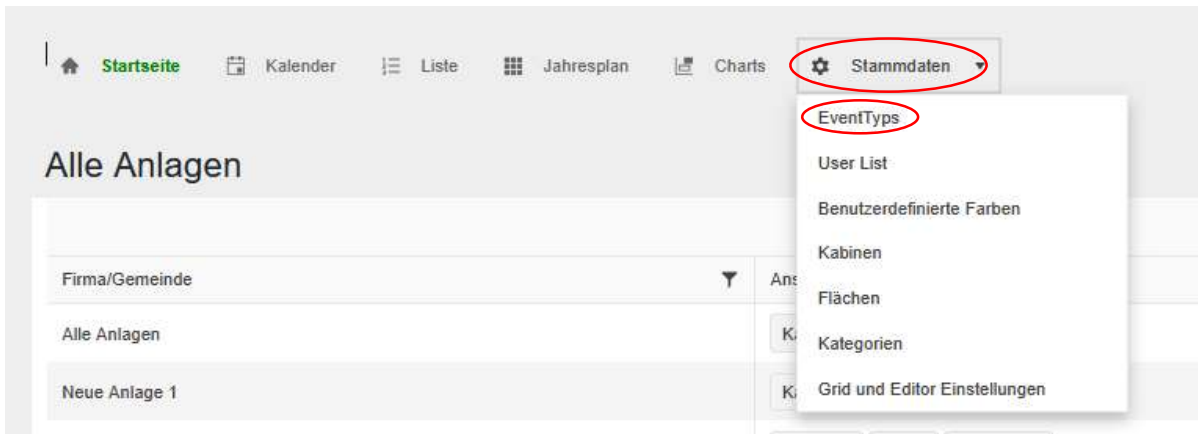 Startseite Kalender Liste Jahresplan Charts Stammdaten
EventTyps
Alle Anlagen
User List
Benutzerdefinierte Farben
Kabinen
Firma/Gemeinde
Flächen
Alle Anlagen
Kategorien
Neue Anlage 1
Grid und Editor Einstellungen